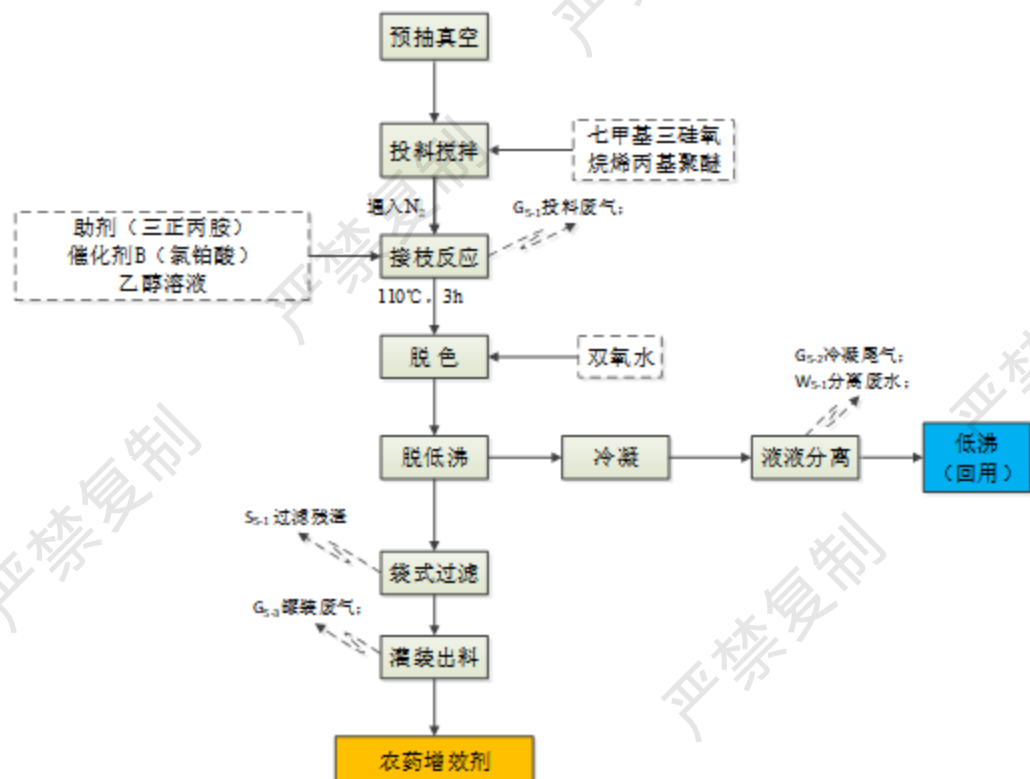 预抽真空
投料搅拌
七甲基三硅氧
烷烯丙基聚醚
通入N₂
G₅₋₁投料废气；
助剂（三正丙胺）
催化剂B（氯铂酸）
乙醇溶液
接枝反应
110℃，3h
脱色
双氧水
G₅₋₂冷凝尾气；
W₅₋₁分离废水；
脱低沸
冷凝
液液分离
低沸
（回用）
S₅₋₁过滤残渣
袋式过滤
G₅₋₃罐装废气；
灌装出料
农药增效剂
严禁复制
严禁复制
严禁复制
严禁复制
严禁
严禁